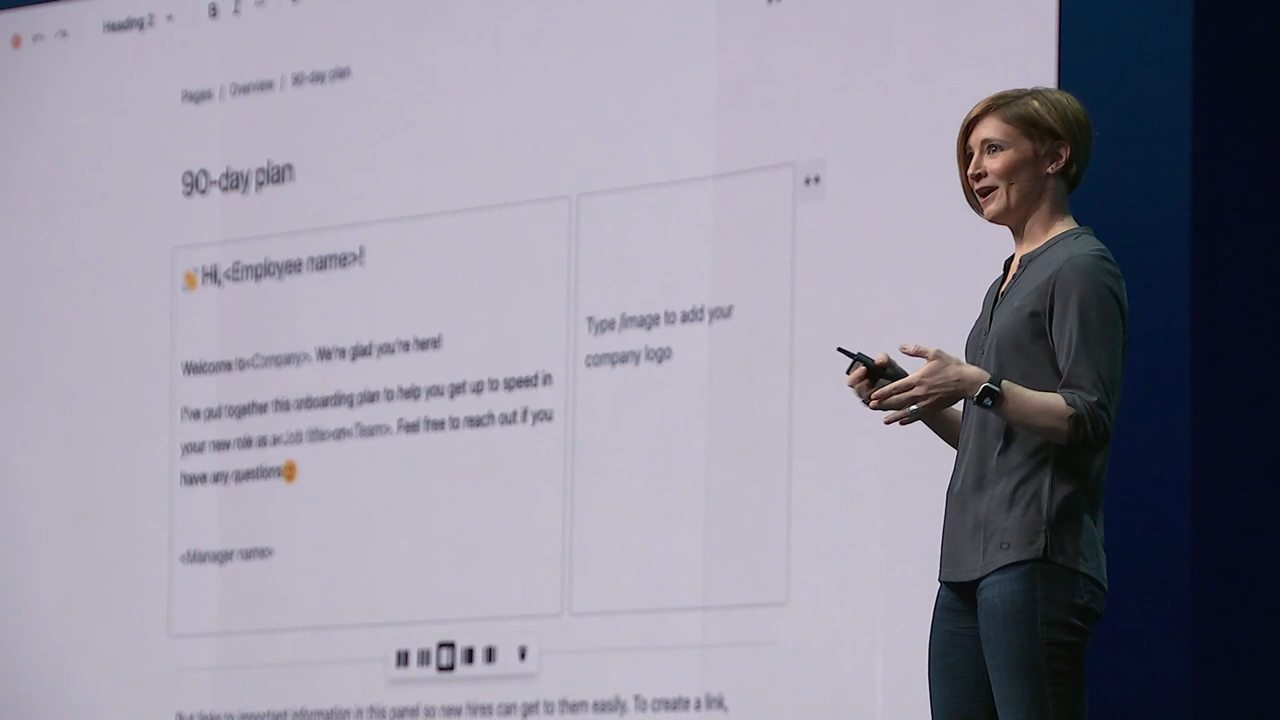 Heading 2
Pages / Overview / 90-day plan
90-day plan
👋 Hi, <Employee name>!
Welcome to <Company>. We're glad you're here!
I've put together this onboarding plan to help you get up to speed in
your new role as a <Job title> on <Team>. Feel free to reach out if you
have any questions
<Manager name>
Type /image to add your
company logo
links to important information in this panel so new hires can get to them easily. To create a link,